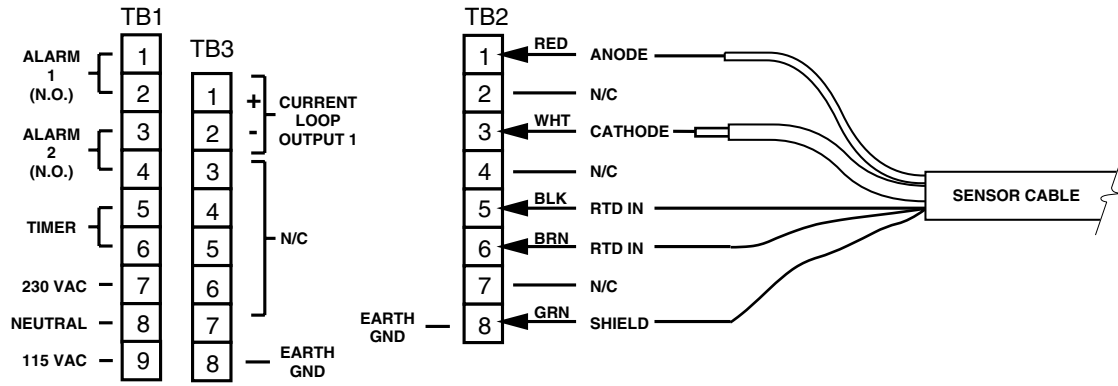 TB1
ALARM
1
(N.O.)
ALARM
2
(N.O.)
TIMER
230 VAC
NEUTRAL
115 VAC
1
2
3
4
5
6
7
8
9
TB3
1
2
3
4
5
6
7
8
+
-
CURRENT
LOOP
OUTPUT 1
N/C
EARTH
GND
TB2
1 RED ANODE
2 N/C
3 WHT CATHODE
4 N/C
5 BLK RTD IN
6 BRN RTD IN
7 N/C
8 GRN SHIELD
EARTH
GND
SENSOR CABLE